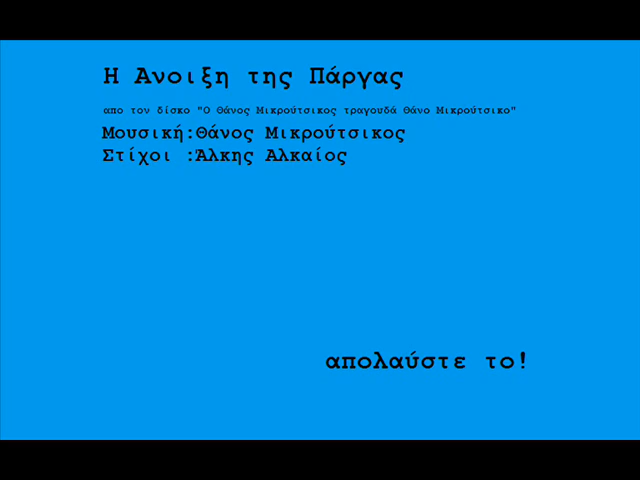 Η Ανοιξη της Πάργας
απο τον δίσκο "Ο Θάνος Μικρούτσικος τραγουδά Θάνο Μικρούτσικο"
Μουσική:Θάνος Μικρούτσικος
Στίχοι :Άλκης Αλκαίος
απολαύστε το!